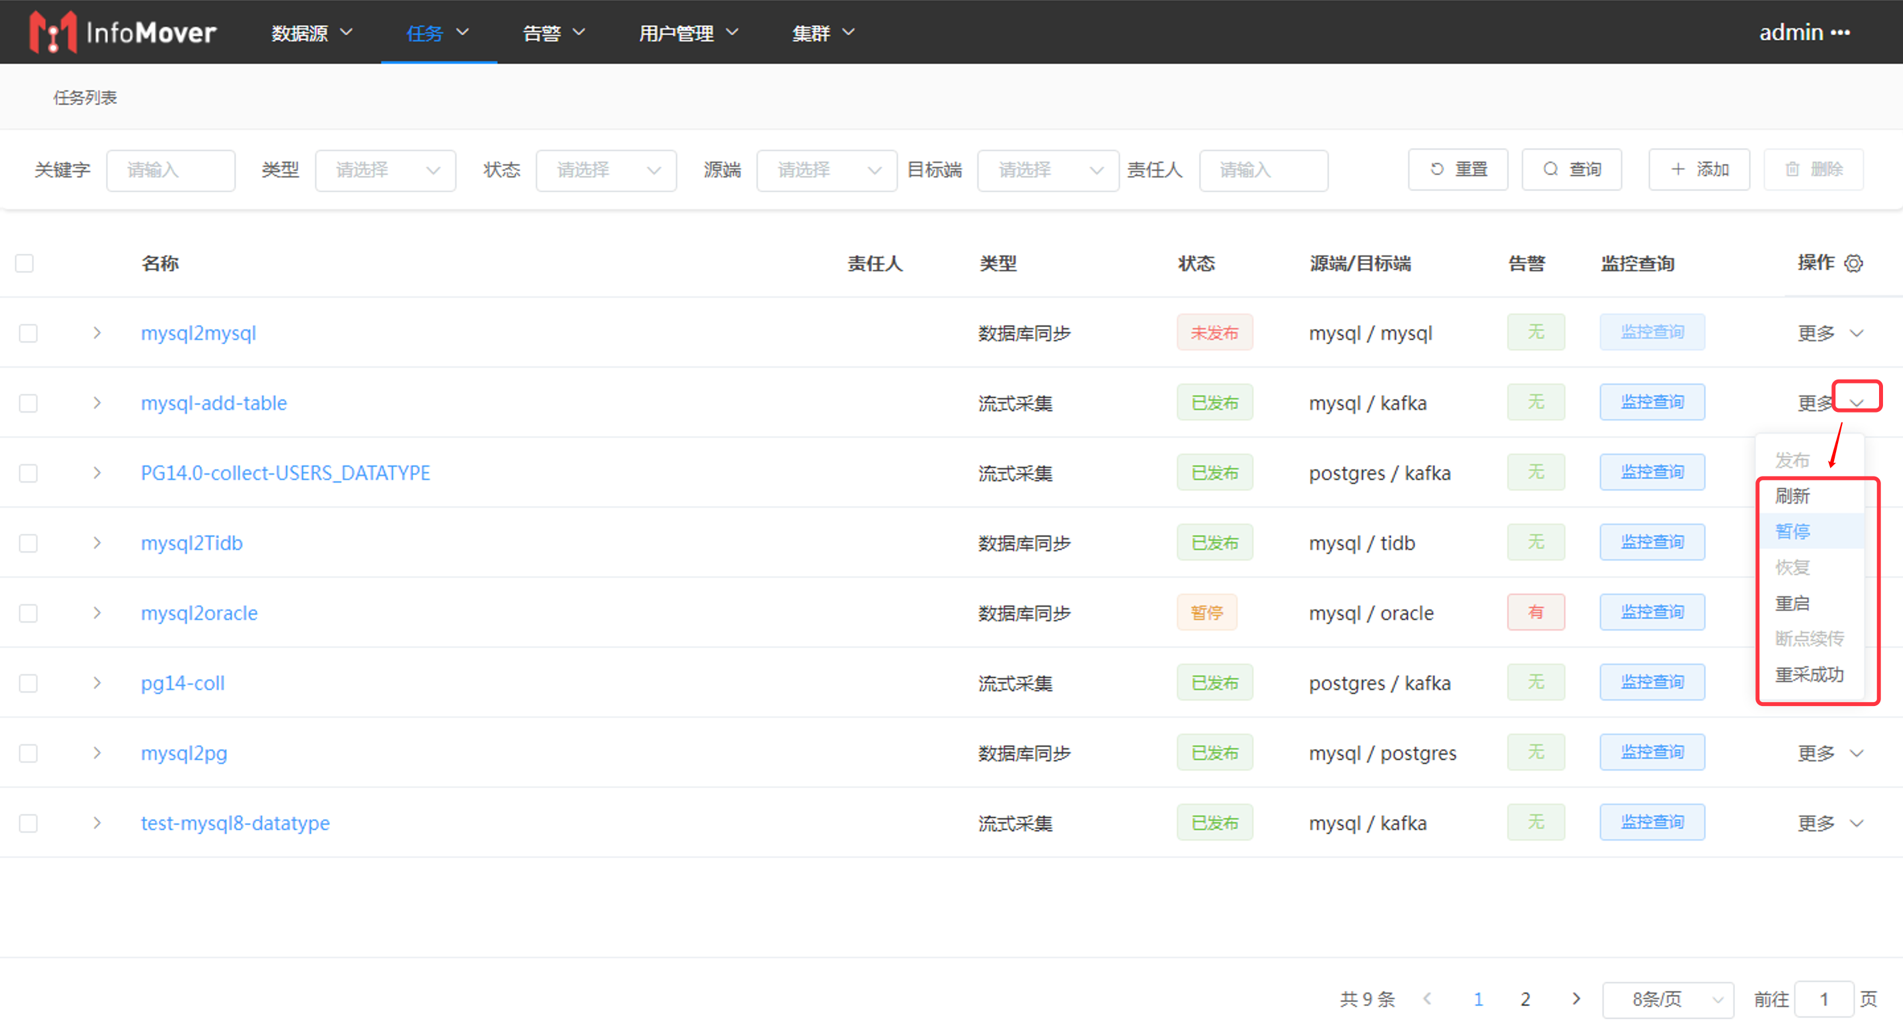 InfoMover 数据源 任务 告警 用户管理 集群 admin •••
任务列表
关键字 请输入 类型 请选择 状态 请选择 源端 请选择 目标端 请选择 责任人 请输入 重置 查询 添加 删除
名称 责任人 类型 状态 源端/目标端 告警 监控查询 操作
mysql2mysql 数据库同步 未发布 mysql / mysql 无 监控查询 更多
mysql-add-table 流式采集 已发布 mysql / kafka 无 监控查询 更多
发布
PG14.0-collect-USERS_DATATYPE 流式采集 已发布 postgres / kafka 无 监控查询
刷新
暂停
mysql2Tidb 数据库同步 已发布 mysql / tidb 无 监控查询
恢复
重启
mysql2oracle 数据库同步 暂停 mysql / oracle 有 监控查询
断点续传
重采成功
pg14-coll 流式采集 已发布 postgres / kafka 无 监控查询
mysql2pg 数据库同步 已发布 mysql / postgres 无 监控查询 更多
test-mysql8-datatype 流式采集 已发布 mysql / kafka 无 监控查询 更多
共 9 条 1 2 8条/页 前往 1 页